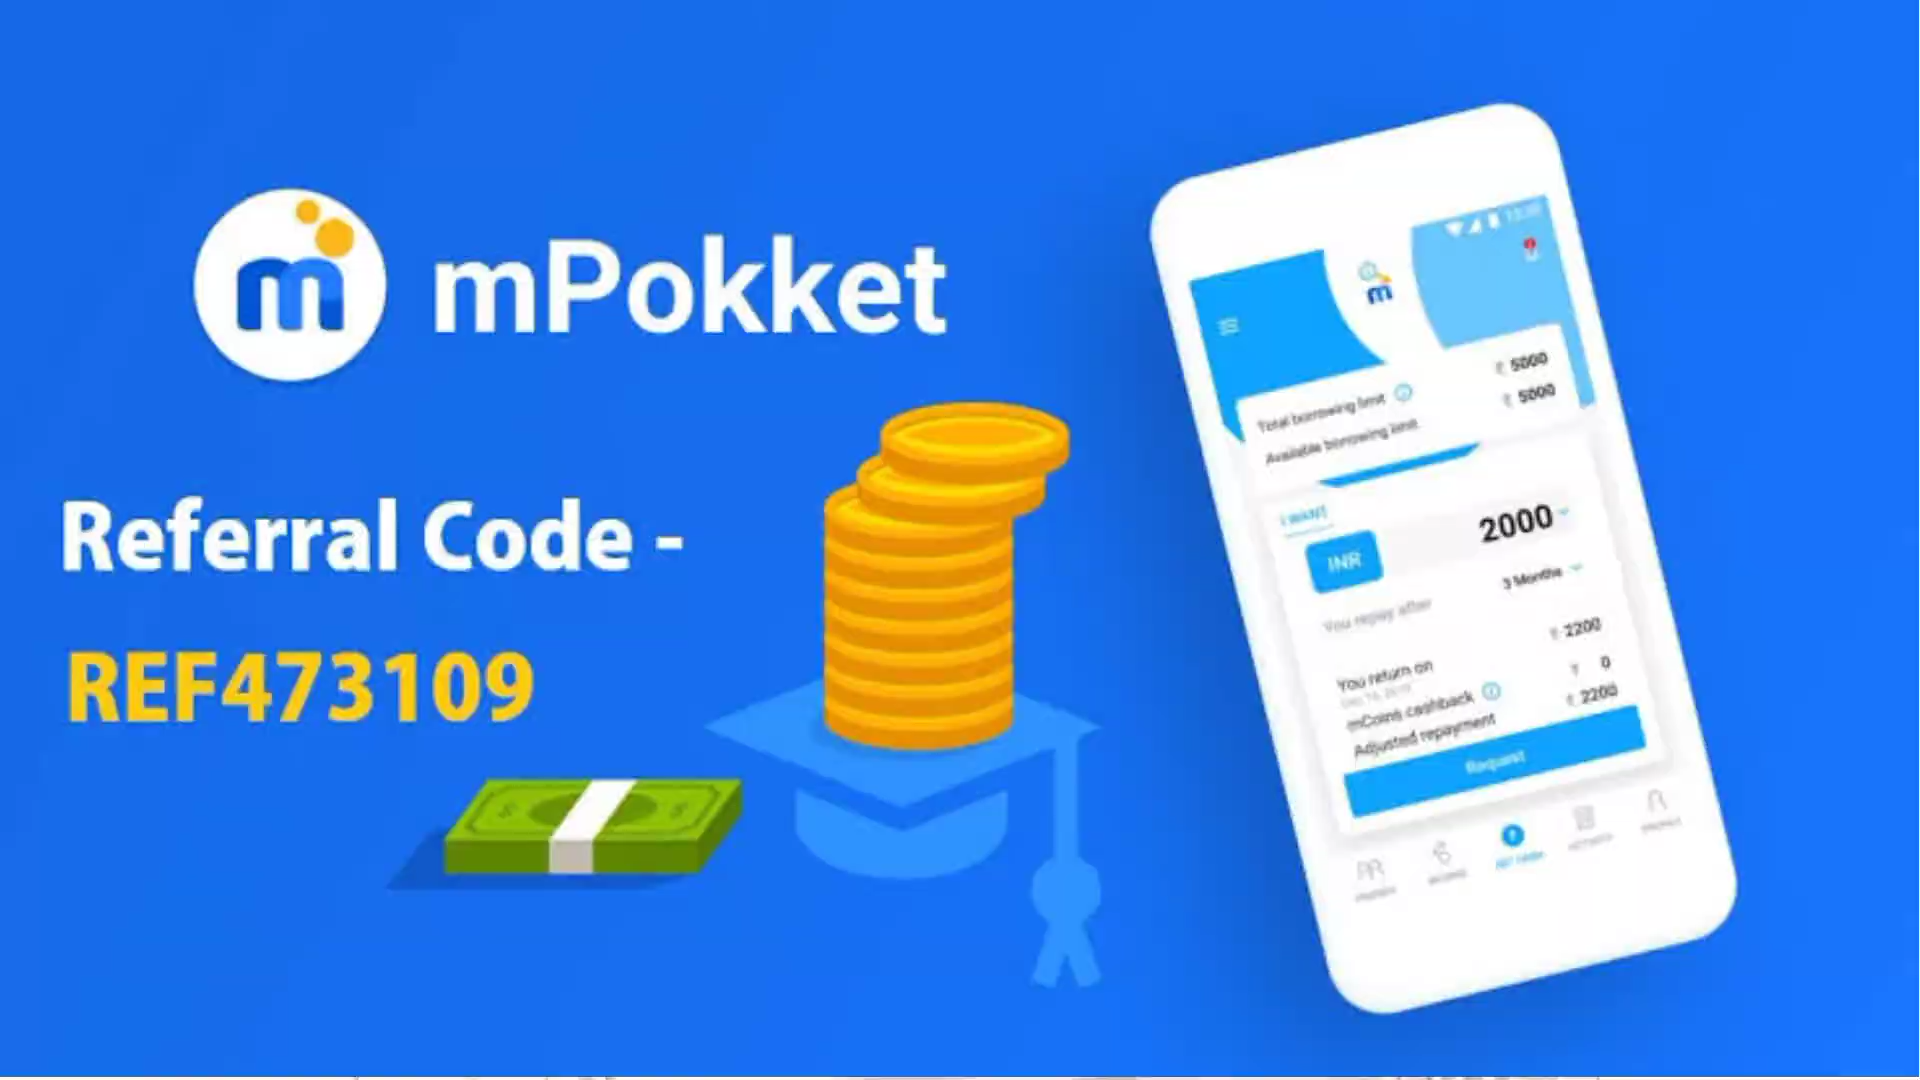 m
mPokket
Referral Code -
REF473109
m
Total borrowing limit ₹ 5000
Available borrowing limit ₹ 5000
I WANT
INR 2000
You repay after 3 Months
You return on ₹ 2200
mCoins cashback ₹ 0
Adjusted repayment ₹ 2200
Request